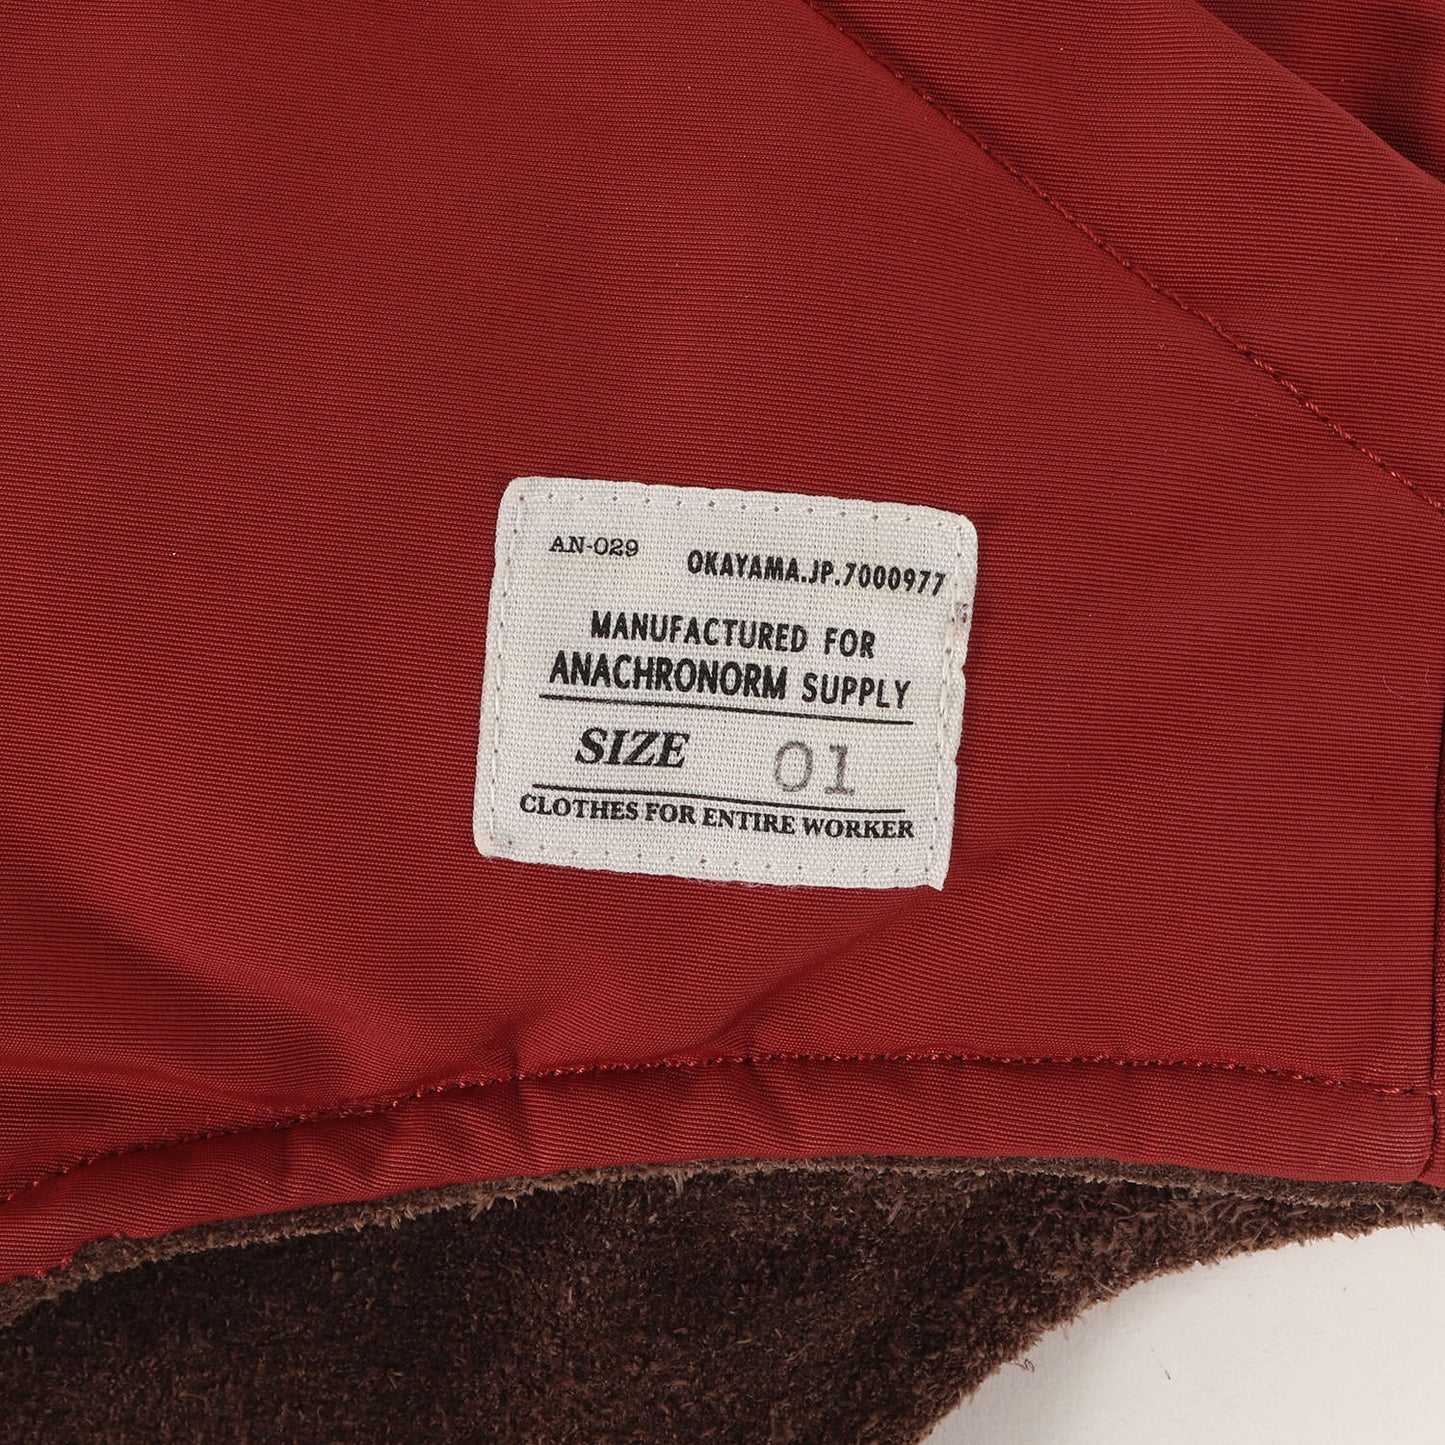 AN-029 OKAYAMA.JP.7000977
MANUFACTURED FOR
ANACHRONORM SUPPLY
SIZE 01
CLOTHES FOR ENTIRE WORKER